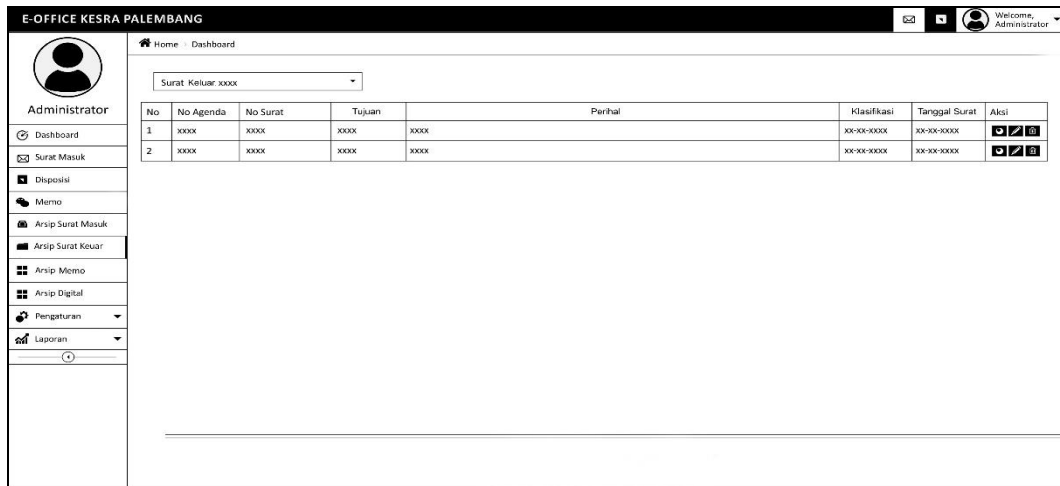 E-OFFICE KESRA PALEMBANG
Welcome,
Administrator
Home Dashboard
Administrator
Dashboard
Surat Masuk
Disposisi
Memo
Arsip Surat Masuk
Arsip Surat Keuar
Arsip Memo
Arsip Digital
Pengaturan
Laporan
Surat Keluar xxxx
No No Agenda No Surat Tujuan Perihal Klasifikasi Tanggal Surat Aksi
1 xxxx xxxx xxxx xxxx xx-xx-xxxx xx-xx-xxxx
2 xxxx xxxx xxxx xxxx xx-xx-xxxx xx-xx-xxxx